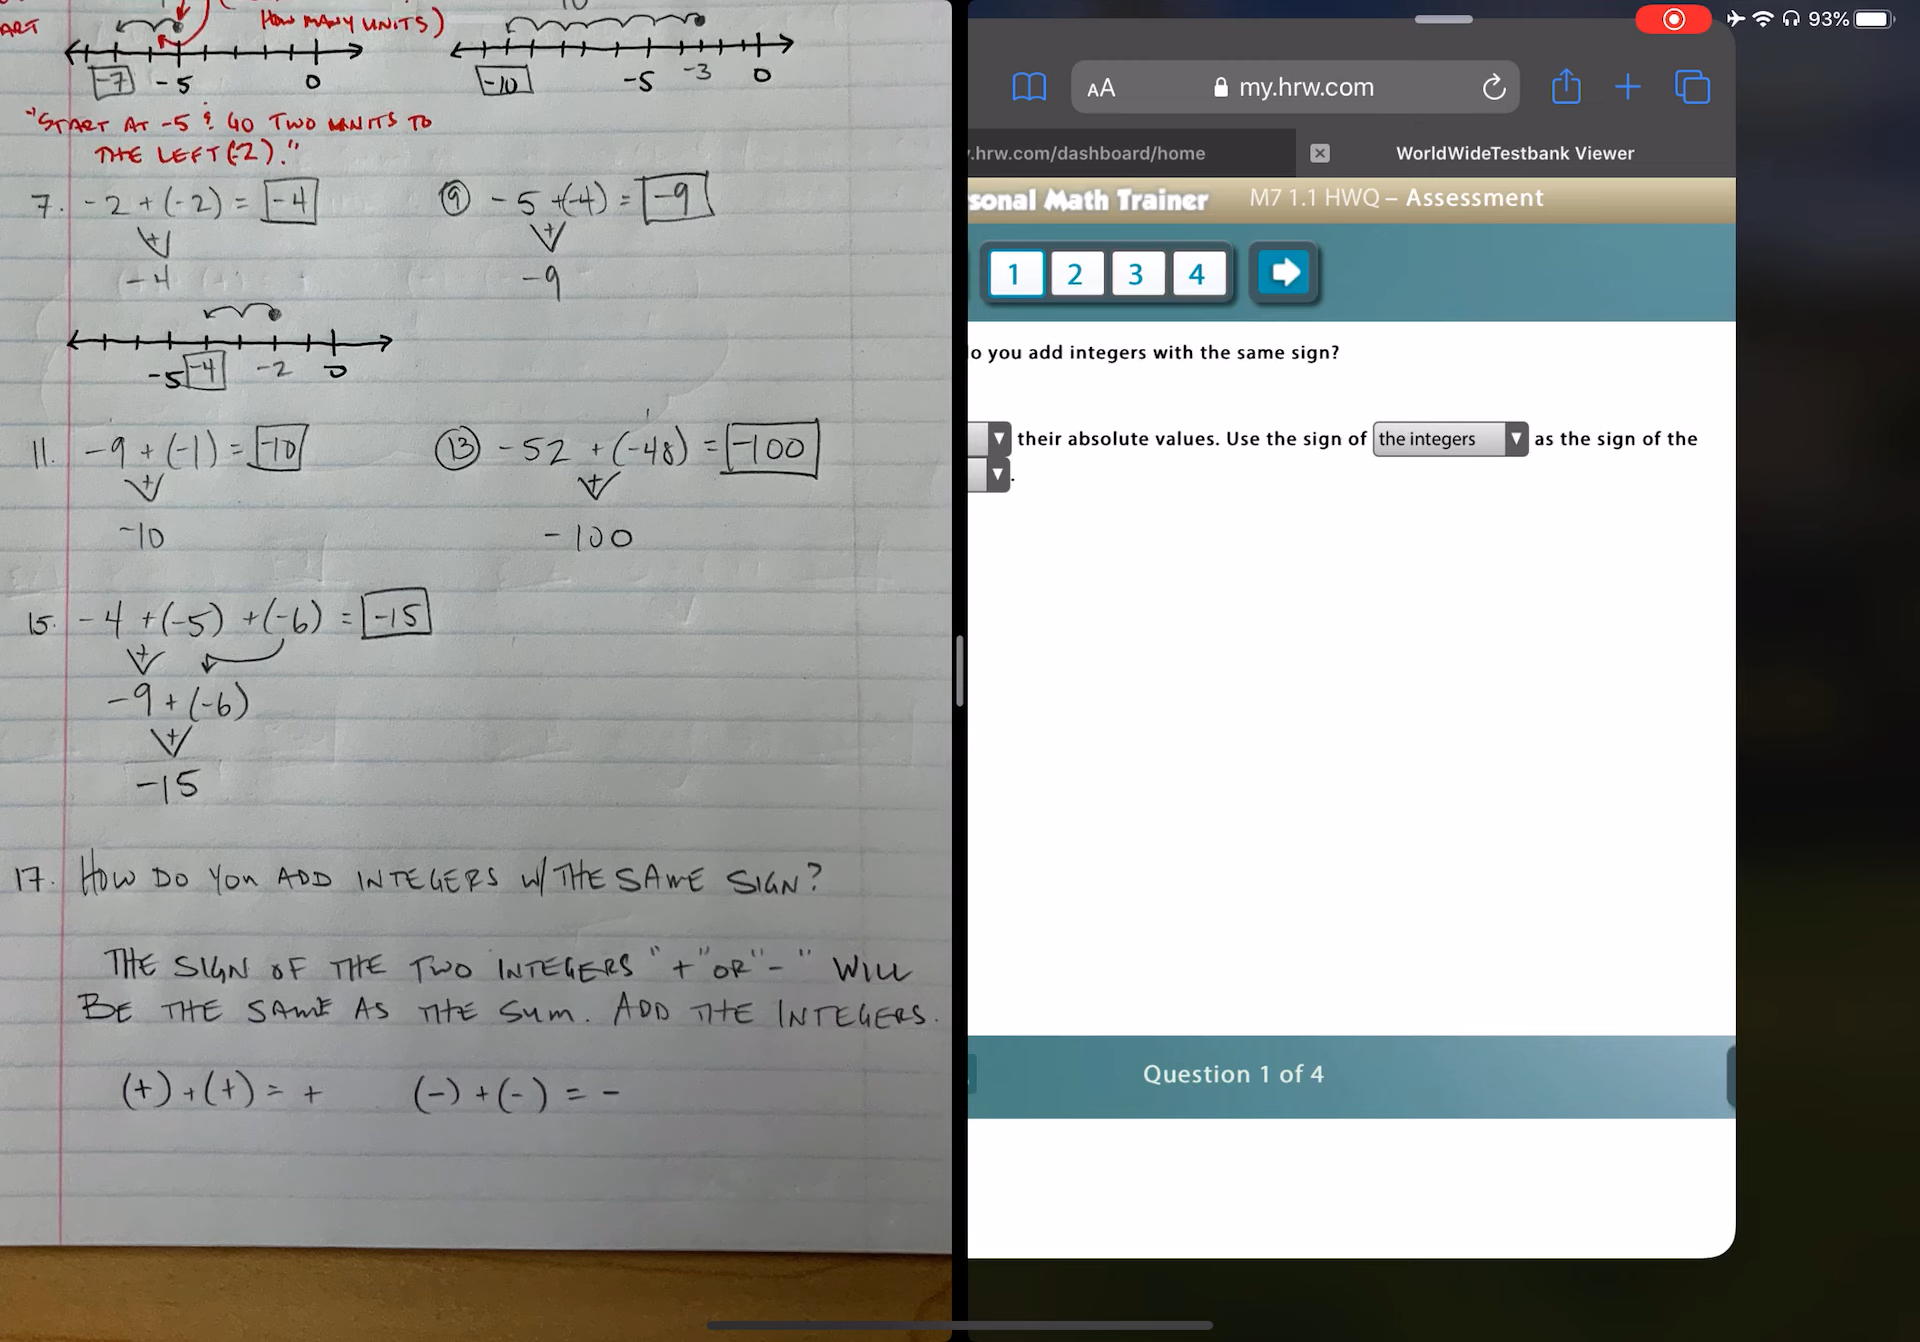 ART
HOW MANY UNITS)
-7 -5 0
10
-10 -5 -3 0
"START AT -5 & GO TWO UNITS TO
THE LEFT (-2)."
7. -2 + (-2) = -4
+
-4
-5 -4 -2 0
9 -5 + (-4) = -9
+
-9
11. -9 + (-1) = -10
+
-10
13 -52 + (-48) = -100
+
-100
15. -4 + (-5) + (-6) = -15
+
-9 + (-6)
+
-15
17. HOW DO YOU ADD INTEGERS W/ THE SAME SIGN?
THE SIGN OF THE TWO INTEGERS "+" OR "-" WILL
BE THE SAME AS THE SUM. ADD THE INTEGERS.
(+) + (+) = + (-) + (-) = -
93%
AA my.hrw.com
.hrw.com/dashboard/home WorldWideTestbank Viewer
sonal Math Trainer M7 1.1 HWQ – Assessment
1 2 3 4
o you add integers with the same sign?
their absolute values. Use the sign of the integers as the sign of the
.
Question 1 of 4